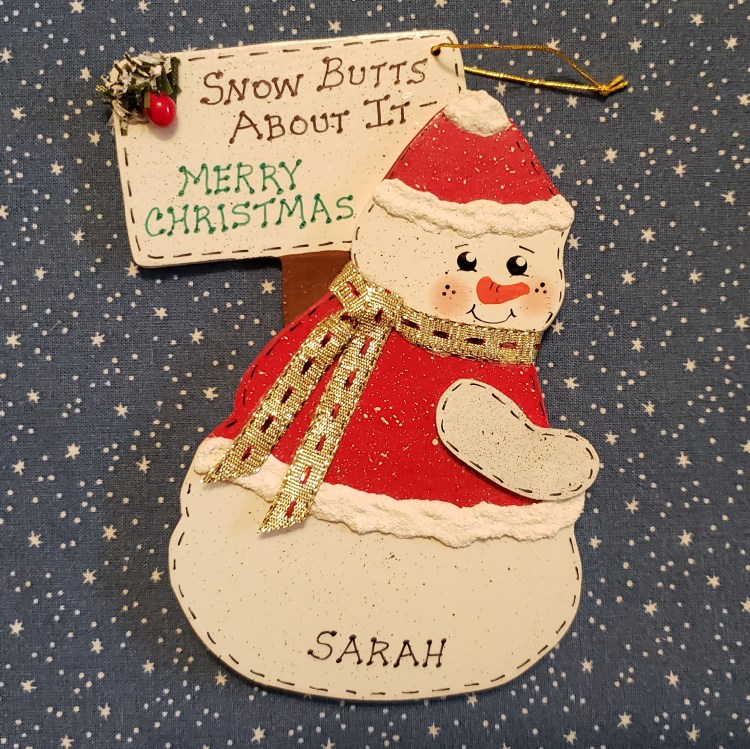 SNOW BUTTS
ABOUT IT-
MERRY
CHRISTMAS
SARAH